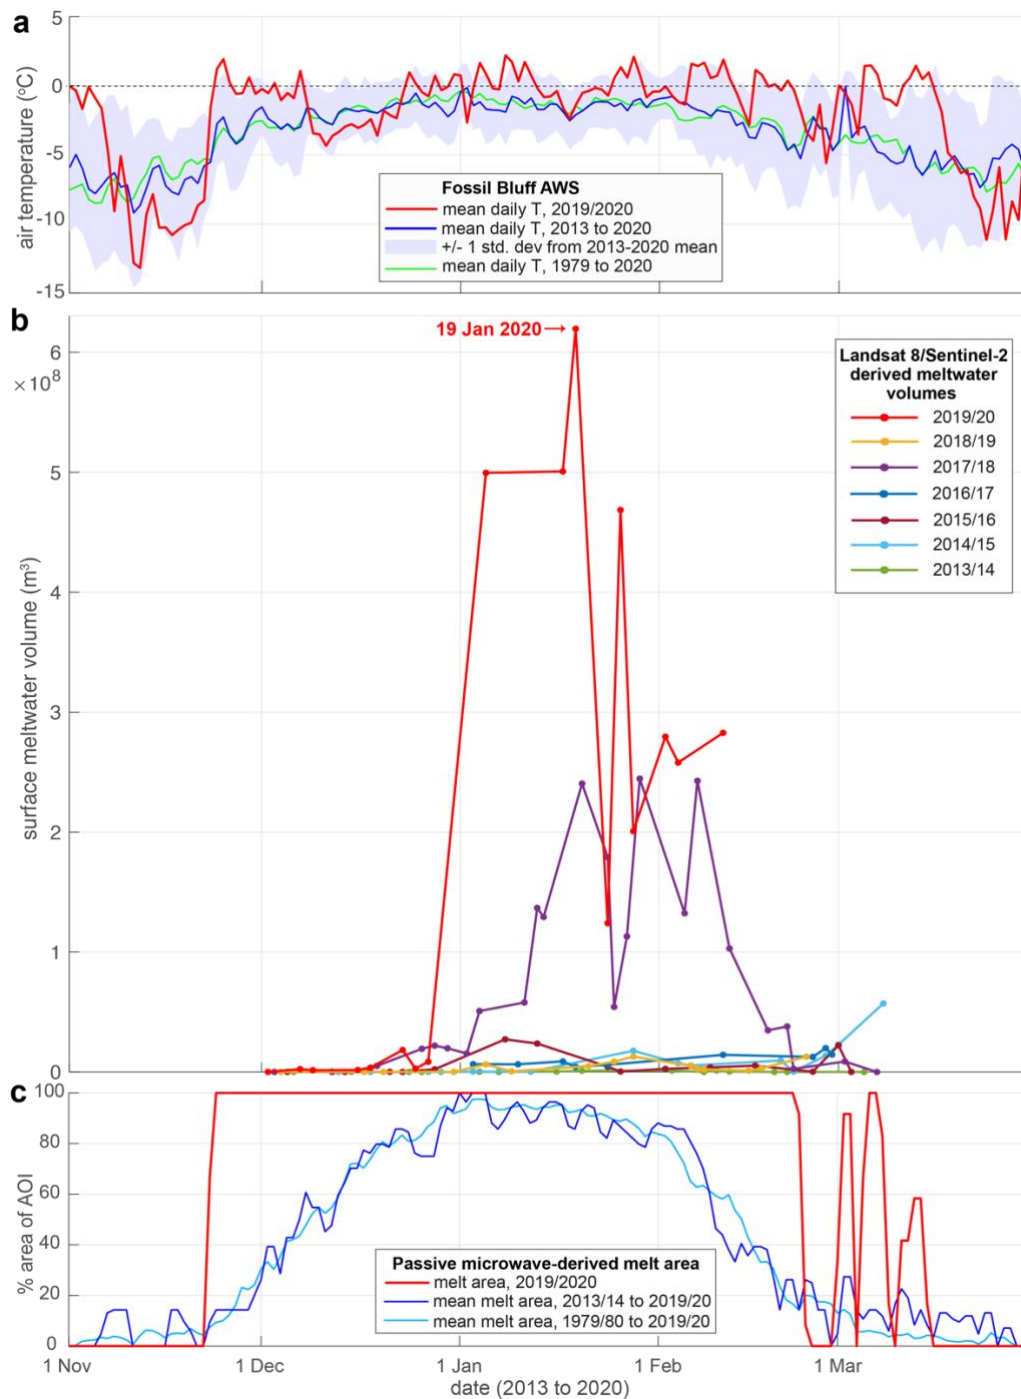 a
5
0
-5
-10
-15
air temperature (°C)
Fossil Bluff AWS
mean daily T, 2019/2020
mean daily T, 2013 to 2020
+/- 1 std. dev from 2013-2020 mean
mean daily T, 1979 to 2020
b
19 Jan 2020→
6
×10⁸
5
4
3
2
1
0
surface meltwater volume (m³)
Landsat 8/Sentinel-2
derived meltwater
volumes
2019/20
2018/19
2017/18
2016/17
2015/16
2014/15
2013/14
c
100
80
60
40
20
0
% area of AOI
Passive microwave-derived melt area
melt area, 2019/2020
mean melt area, 2013/14 to 2019/20
mean melt area, 1979/80 to 2019/20
1 Nov 1 Dec 1 Jan 1 Feb 1 Mar
date (2013 to 2020)